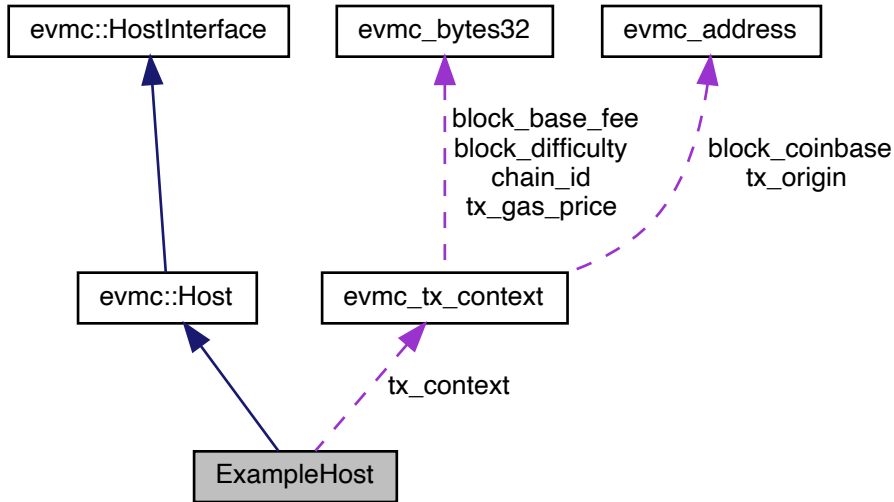 evmc::HostInterface
evmc_bytes32
evmc_address
block_base_fee
block_difficulty
chain_id
tx_gas_price
block_coinbase
tx_origin
evmc::Host
evmc_tx_context
tx_context
ExampleHost